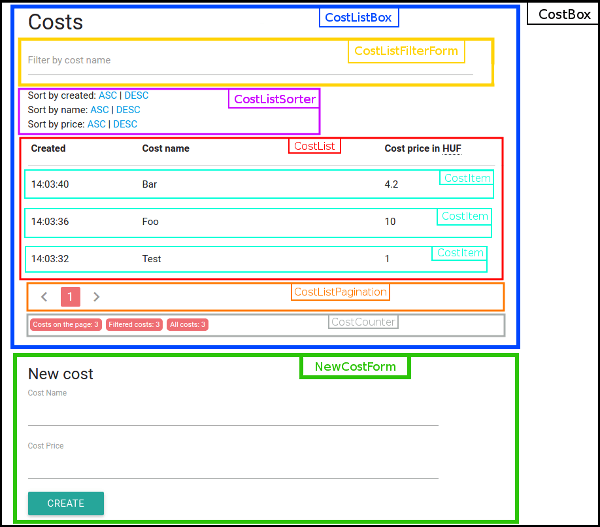 CostBox
CostListBox
Costs
CostListFilterForm
Filter by cost name
Sort by created: ASC | DESC
CostListSorter
Sort by name: ASC | DESC
Sort by price: ASC | DESC
CostList
Created Cost name Cost price in HUF
CostItem
14:03:40 Bar 4.2
CostItem
14:03:36 Foo 10
CostItem
14:03:32 Test 1
CostListPagination
1
CostCounter
Costs on the page: 3 Filtered costs: 3 All costs: 3
NewCostForm
New cost
Cost Name
Cost Price
CREATE